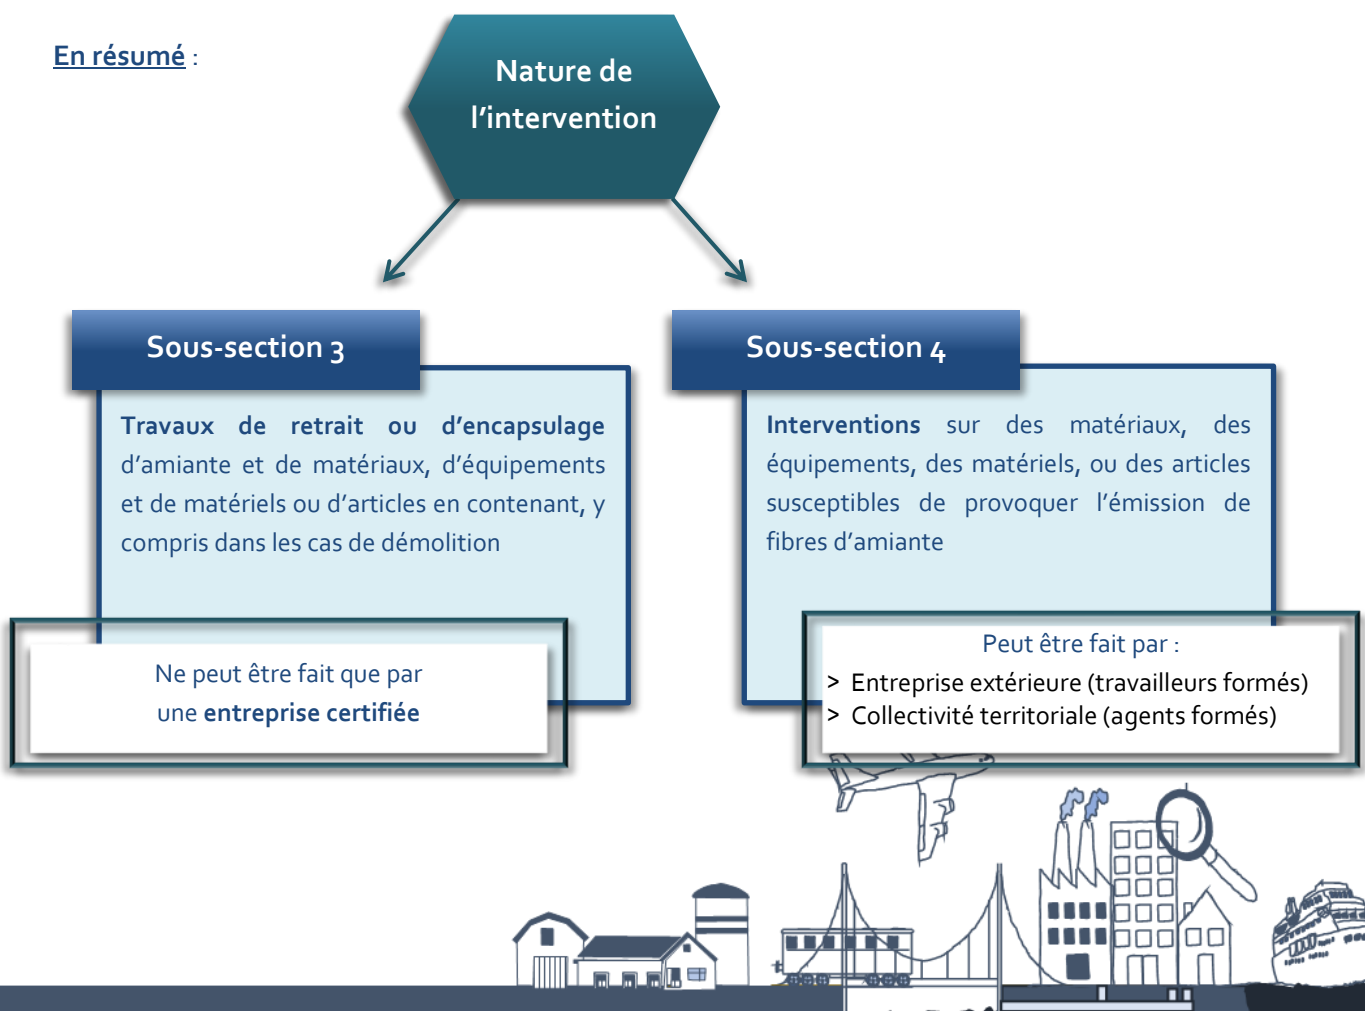 En résumé :
Nature de
l’intervention
Sous-section 3
Travaux de retrait ou d’encapsulage
d’amiante et de matériaux, d’équipements
et de matériels ou d’articles en contenant, y
compris dans les cas de démolition
Ne peut être fait que par
une entreprise certifiée
Sous-section 4
Interventions sur des matériaux, des
équipements, des matériels, ou des articles
susceptibles de provoquer l’émission de
fibres d’amiante
Peut être fait par :
> Entreprise extérieure (travailleurs formés)
> Collectivité territoriale (agents formés)